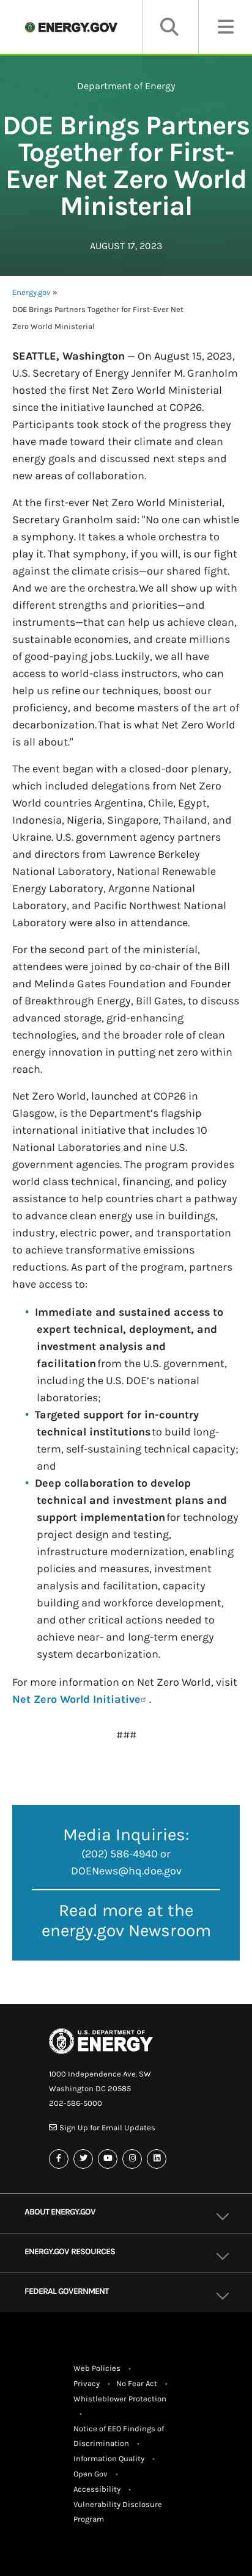 ENERGY.GOV
Department of Energy
DOE Brings Partners
Together for First-
Ever Net Zero World
Ministerial
AUGUST 17, 2023
Energy.gov »
DOE Brings Partners Together for First-Ever Net
Zero World Ministerial
SEATTLE, Washington — On August 15, 2023,
U.S. Secretary of Energy Jennifer M. Granholm
hosted the first Net Zero World Ministerial
since the initiative launched at COP26.
Participants took stock of the progress they
have made toward their climate and clean
energy goals and discussed next steps and
new areas of collaboration.
At the first-ever Net Zero World Ministerial,
Secretary Granholm said: "No one can whistle
a symphony. It takes a whole orchestra to
play it. That symphony, if you will, is our fight
against the climate crisis—our shared fight.
And we are the orchestra. We all show up with
different strengths and priorities—and
instruments—that can help us achieve clean,
sustainable economies, and create millions
of good-paying jobs. Luckily, we all have
access to world-class instructors, who can
help us refine our techniques, boost our
proficiency, and become masters of the art of
decarbonization. That is what Net Zero World
is all about."
The event began with a closed-door plenary,
which included delegations from Net Zero
World countries Argentina, Chile, Egypt,
Indonesia, Nigeria, Singapore, Thailand, and
Ukraine. U.S. government agency partners
and directors from Lawrence Berkeley
National Laboratory, National Renewable
Energy Laboratory, Argonne National
Laboratory, and Pacific Northwest National
Laboratory were also in attendance.
For the second part of the ministerial,
attendees were joined by co-chair of the Bill
and Melinda Gates Foundation and Founder
of Breakthrough Energy, Bill Gates, to discuss
advanced storage, grid-enhancing
technologies, and the broader role of clean
energy innovation in putting net zero within
reach.
Net Zero World, launched at COP26 in
Glasgow, is the Department's flagship
international initiative that includes 10
National Laboratories and nine U.S.
government agencies. The program provides
world class technical, financing, and policy
assistance to help countries chart a pathway
to advance clean energy use in buildings,
industry, electric power, and transportation
to achieve transformative emissions
reductions. As part of the program, partners
have access to:
• Immediate and sustained access to
expert technical, deployment, and
investment analysis and
facilitation from the U.S. government,
including the U.S. DOE's national
laboratories;
• Targeted support for in-country
technical institutions to build long-
term, self-sustaining technical capacity;
and
• Deep collaboration to develop
technical and investment plans and
support implementation for technology
project design and testing,
infrastructure modernization, enabling
policies and measures, investment
analysis and facilitation, capacity
building and workforce development,
and other critical actions needed to
achieve near- and long-term energy
system decarbonization.
For more information on Net Zero World, visit
Net Zero World Initiative .
###
Media Inquiries:
(202) 586-4940 or
DOENews@hq.doe.gov
Read more at the
energy.gov Newsroom
U.S. DEPARTMENT OF
ENERGY
1000 Independence Ave. SW
Washington DC 20585
202-586-5000
Sign Up for Email Updates
ABOUT ENERGY.GOV
ENERGY.GOV RESOURCES
FEDERAL GOVERNMENT
Web Policies •
Privacy • No Fear Act •
Whistleblower Protection
•
Notice of EEO Findings of
Discrimination •
Information Quality •
Open Gov •
Accessibility •
Vulnerability Disclosure
Program